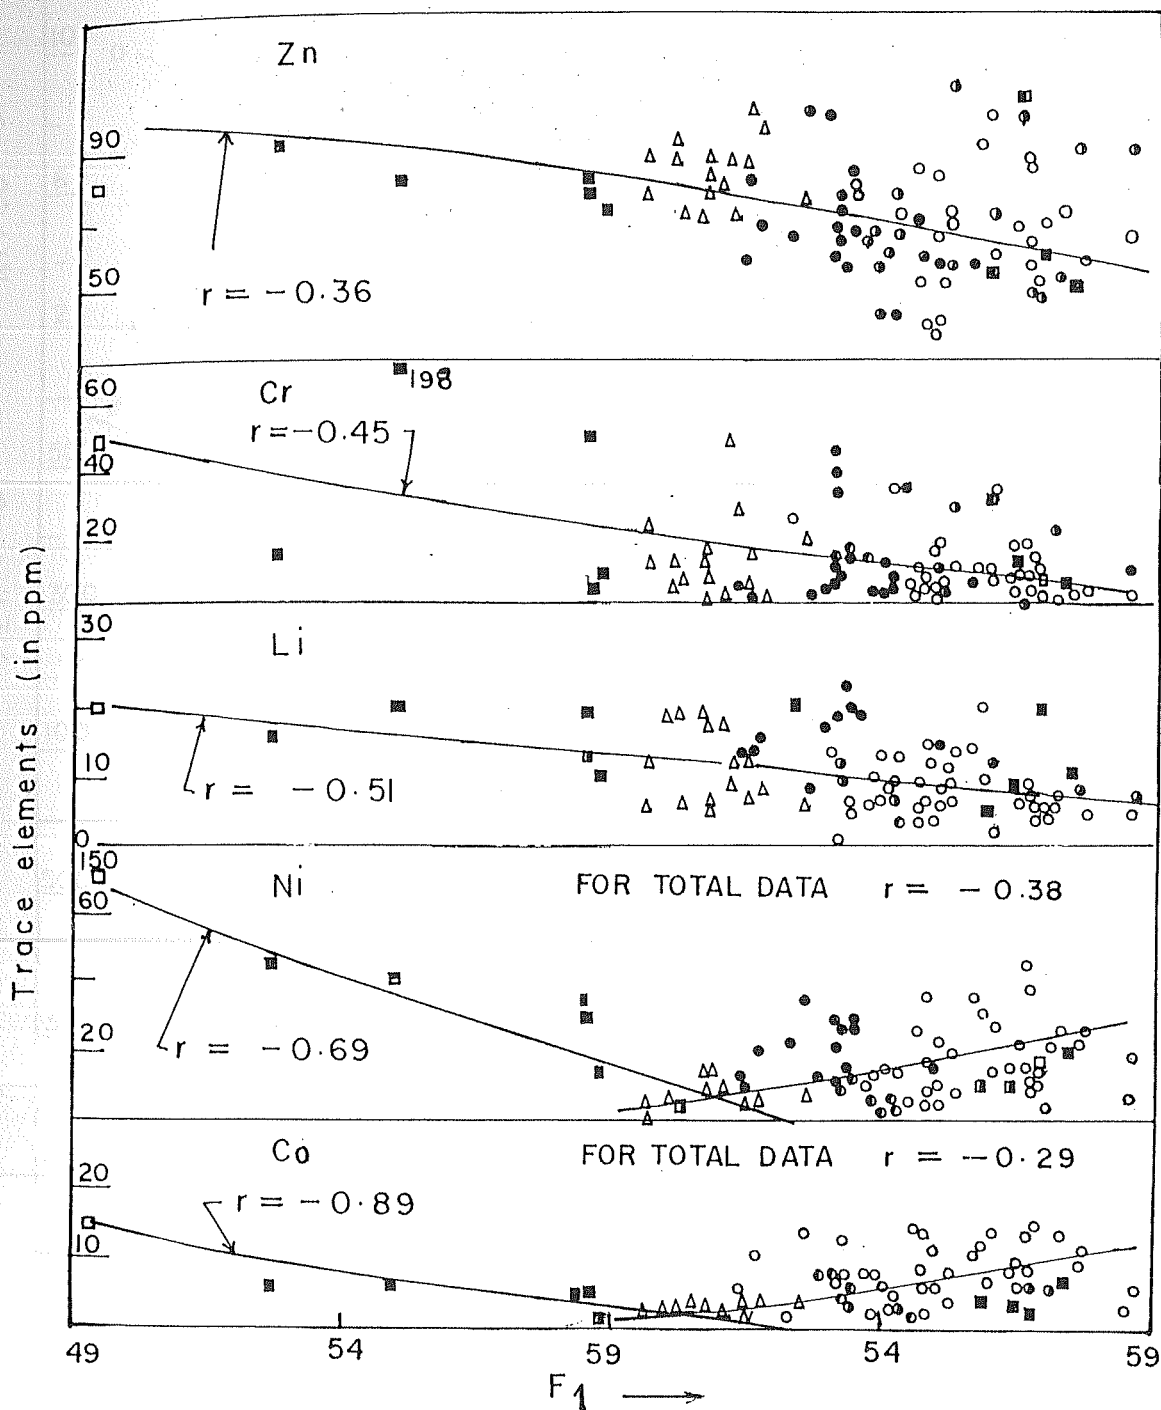 Zn
90
50
r = -0.36
60
Cr
198
r=-0.45
40
20
30
Li
10
r = -0.51
0
150
Ni
FOR TOTAL DATA r = -0.38
60
20
r = -0.69
Co
FOR TOTAL DATA r = -0.29
20
r = -0.89
10
49 54 59 54 59
F1
Trace elements (in ppm)